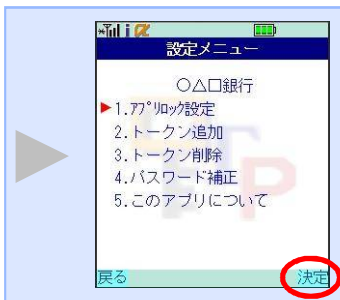 設定メニュー
○△□銀行
1.ｱﾌﾟﾘﾛｯｸ設定
2.トークン追加
3.トークン削除
4.パスワード補正
5.このアプリについて
戻る 決定